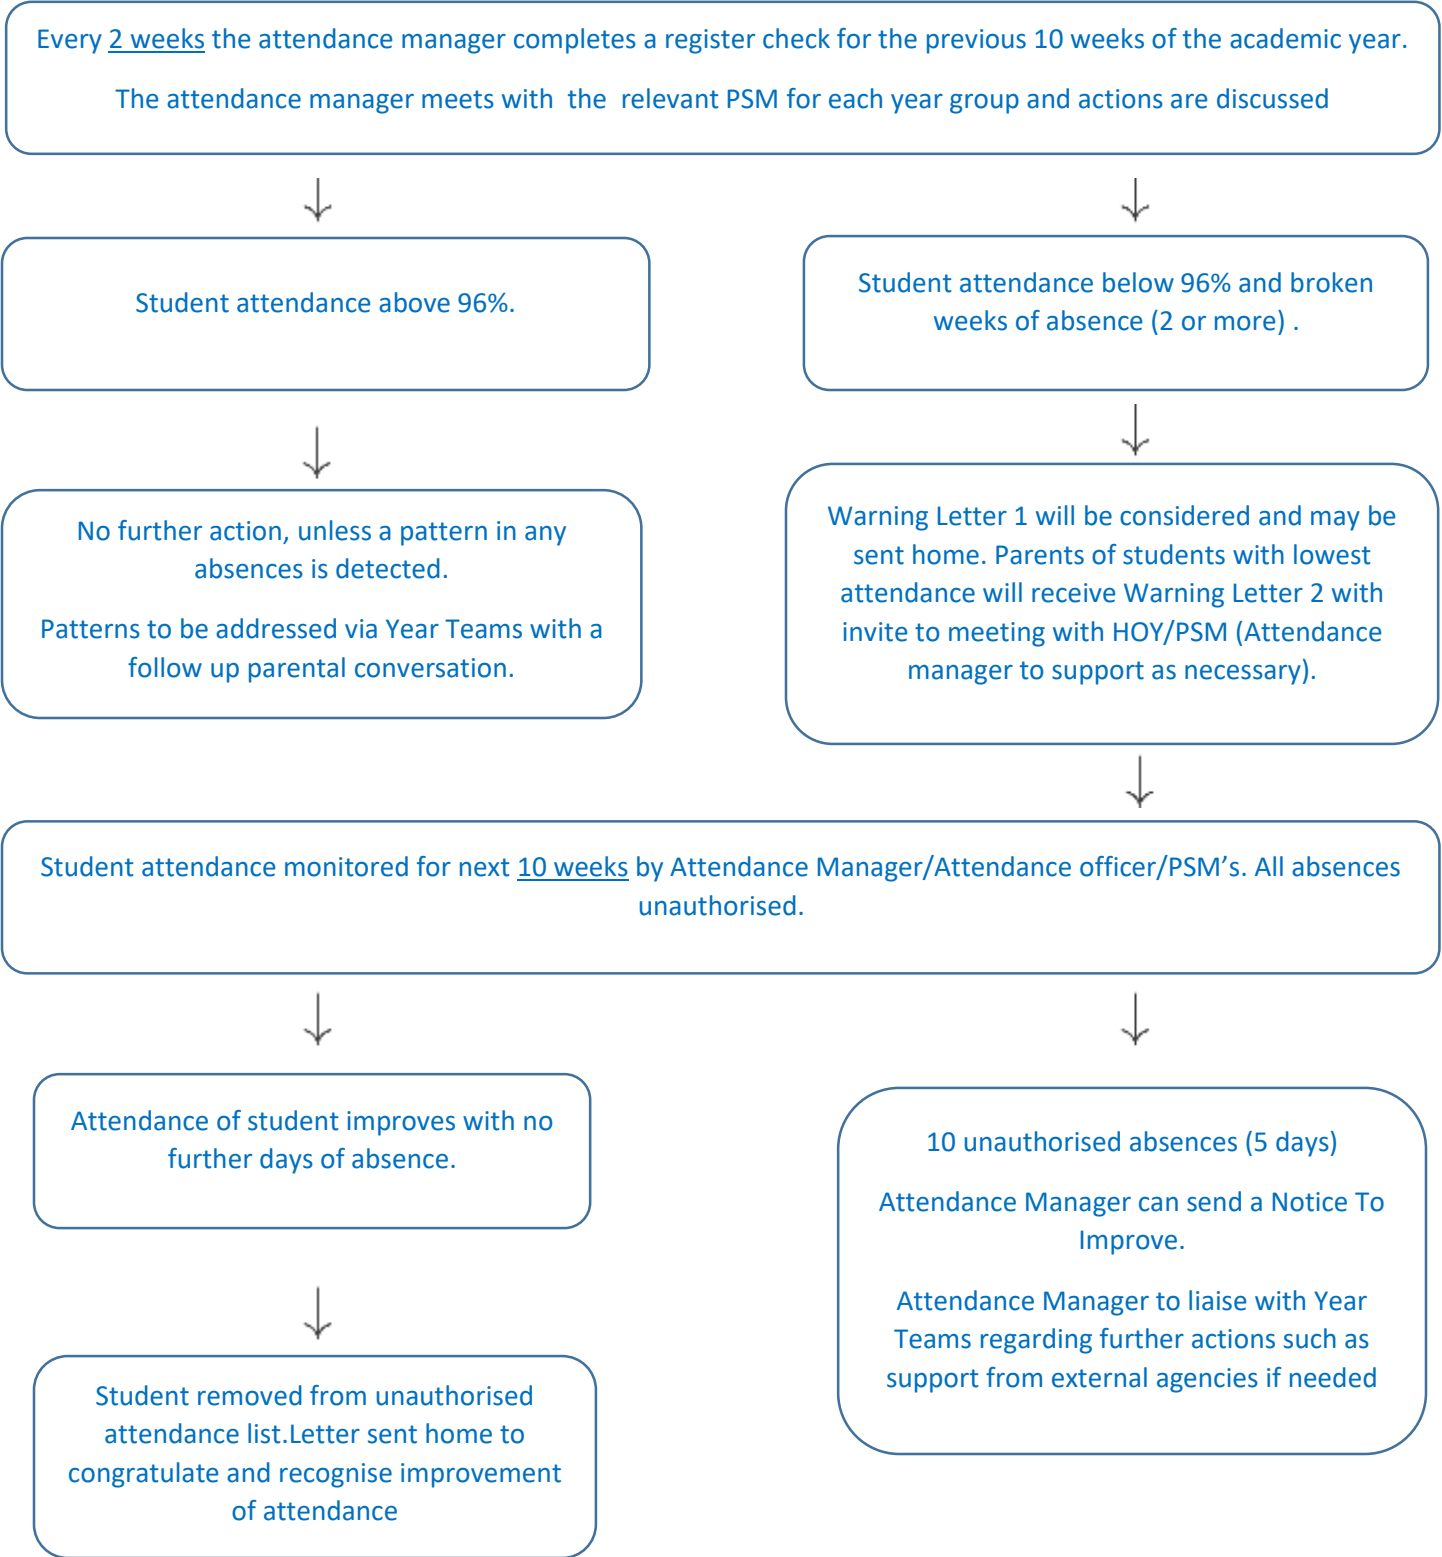 Every 2 weeks the attendance manager completes a register check for the previous 10 weeks of the academic year.
The attendance manager meets with the relevant PSM for each year group and actions are discussed
Student attendance above 96%.
Student attendance below 96% and broken
weeks of absence (2 or more) .
No further action, unless a pattern in any
absences is detected.
Patterns to be addressed via Year Teams with a
follow up parental conversation.
Warning Letter 1 will be considered and may be
sent home. Parents of students with lowest
attendance will receive Warning Letter 2 with
invite to meeting with HOY/PSM (Attendance
manager to support as necessary).
Student attendance monitored for next 10 weeks by Attendance Manager/Attendance officer/PSM’s. All absences
unauthorised.
Attendance of student improves with no
further days of absence.
Student removed from unauthorised
attendance list.Letter sent home to
congratulate and recognise improvement
of attendance
10 unauthorised absences (5 days)
Attendance Manager can send a Notice To
Improve.
Attendance Manager to liaise with Year
Teams regarding further actions such as
support from external agencies if needed